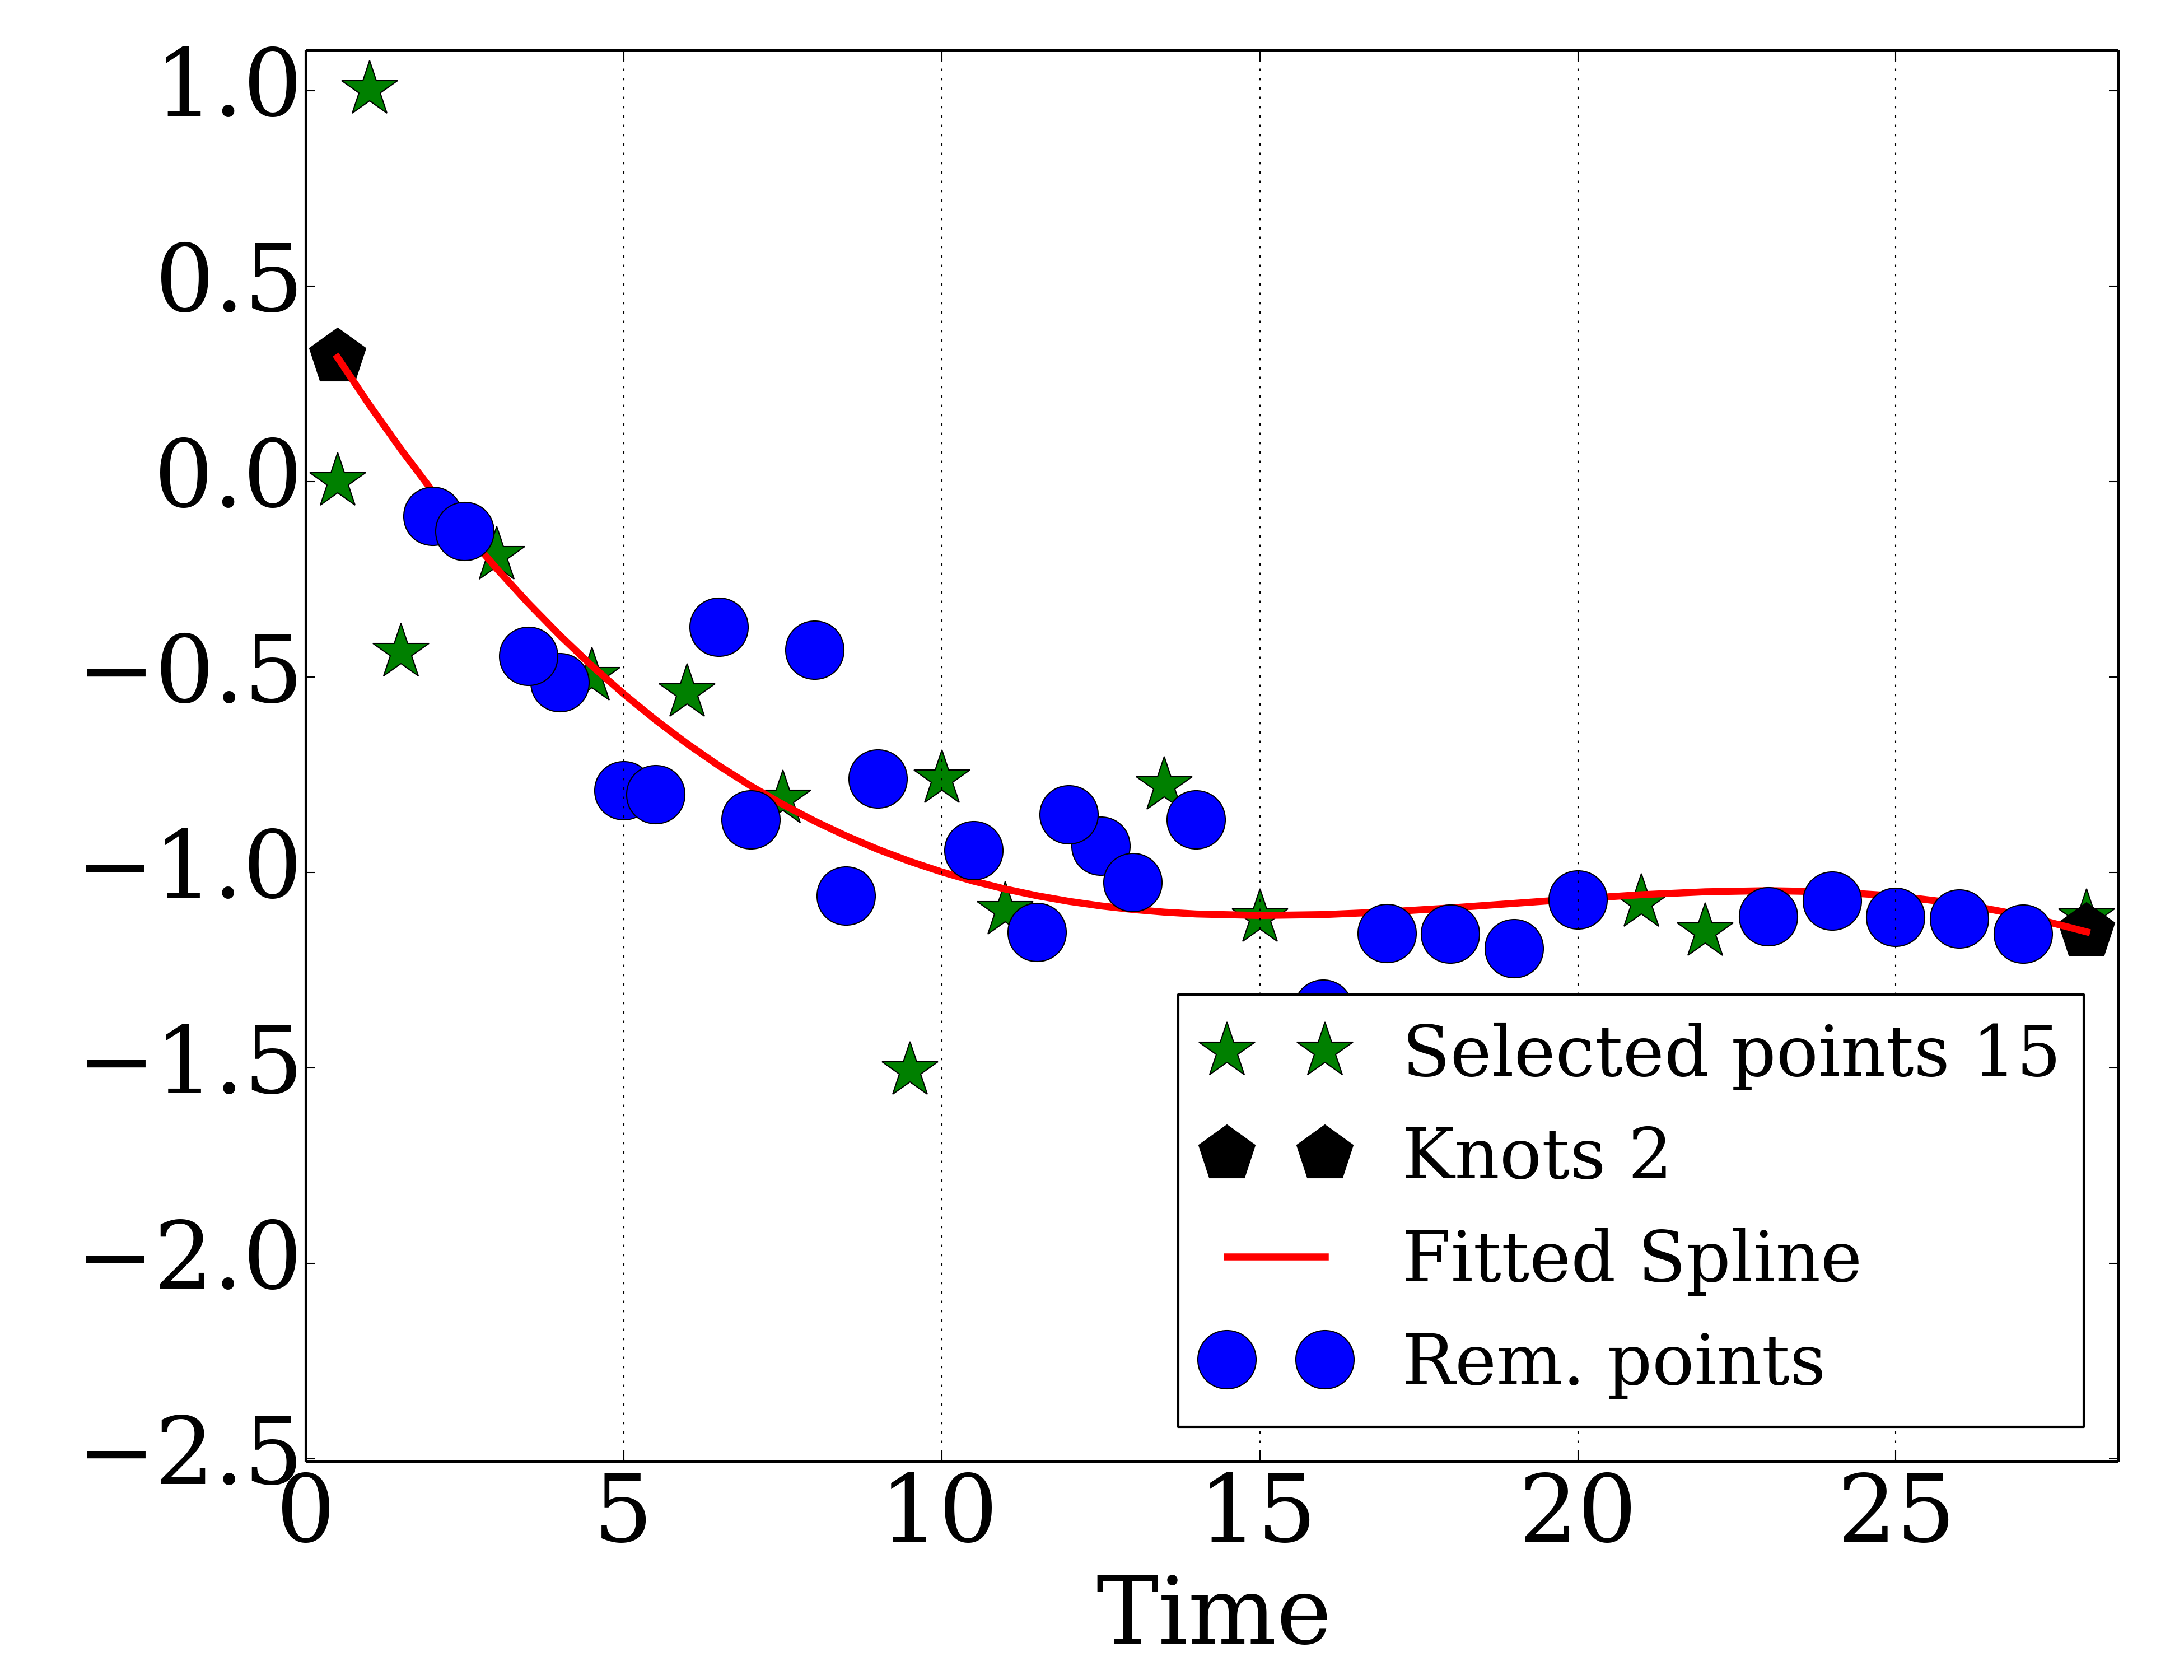 1.0
0.5
0.0
−0.5
−1.0
−1.5
−2.0
−2.5
0 5 10 15 20 25
Time
Selected points 15
Knots 2
Fitted Spline
Rem. points